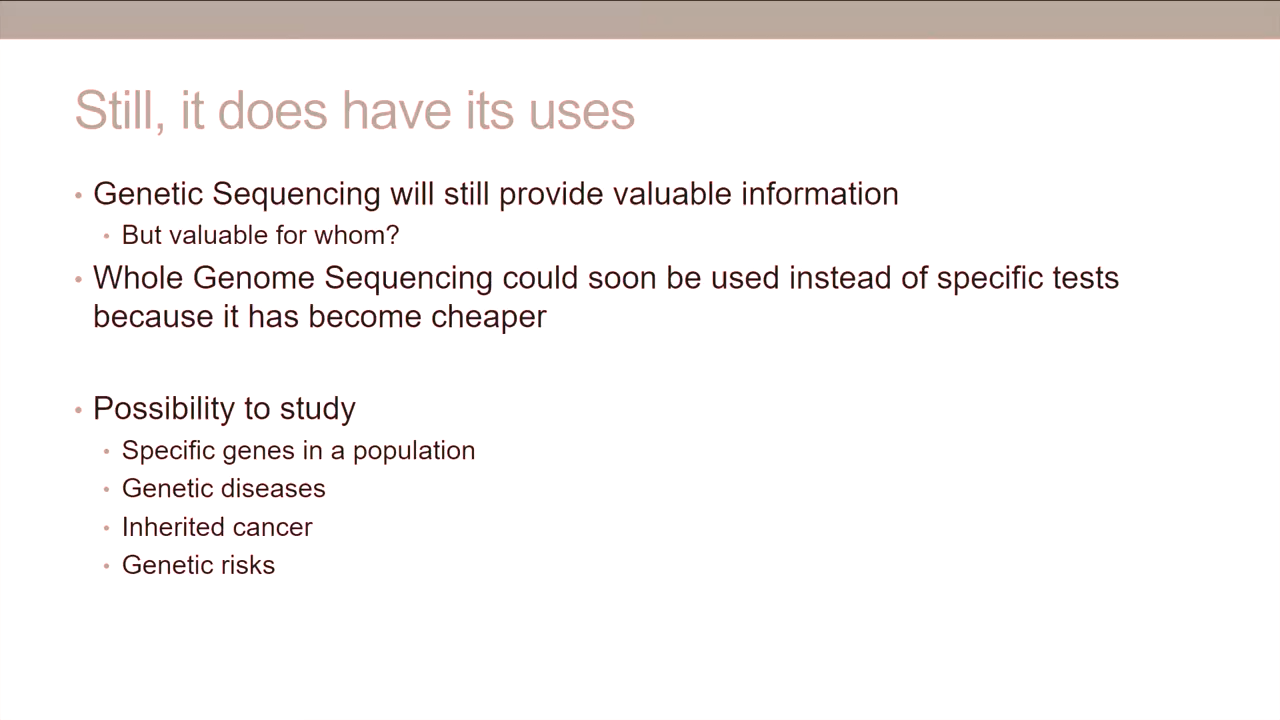 Still, it does have its uses
• Genetic Sequencing will still provide valuable information
• But valuable for whom?
• Whole Genome Sequencing could soon be used instead of specific tests
because it has become cheaper
• Possibility to study
• Specific genes in a population
• Genetic diseases
• Inherited cancer
• Genetic risks